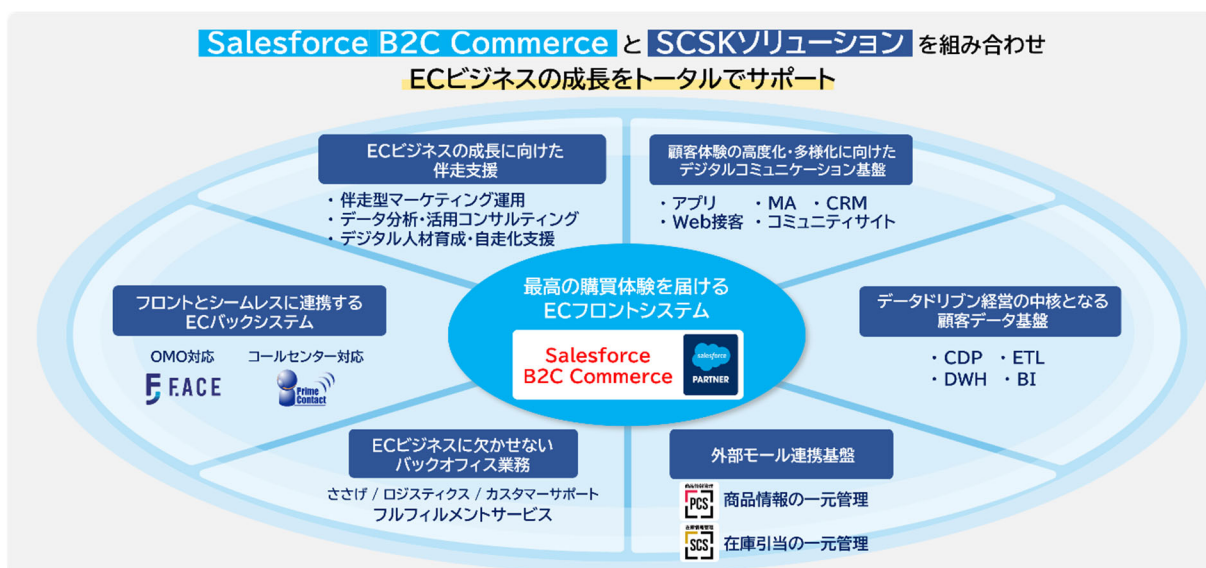 Salesforce B2C Commerce と SCSKソリューション を組み合わせ
ECビジネスの成長をトータルでサポート
ECビジネスの成長に向けた
伴走支援
・伴走型マーケティング運用
・データ分析・活用コンサルティング
・デジタル人材育成・自走化支援
顧客体験の高度化・多様化に向けた
デジタルコミュニケーション基盤
・アプリ ・MA ・CRM
・Web接客 ・コミュニティサイト
フロントとシームレスに連携する
ECバックシステム
OMO対応 コールセンター対応
F.ACE
Prime
Contact
最高の購買体験を届ける
ECフロントシステム
Salesforce
B2C Commerce
salesforce
PARTNER
データドリブン経営の中核となる
顧客データ基盤
・CDP ・ETL
・DWH ・BI
ECビジネスに欠かせない
バックオフィス業務
ささげ / ロジスティクス / カスタマーサポート
フルフィルメントサービス
外部モール連携基盤
PCS 商品情報の一元管理
SCS 在庫引当の一元管理